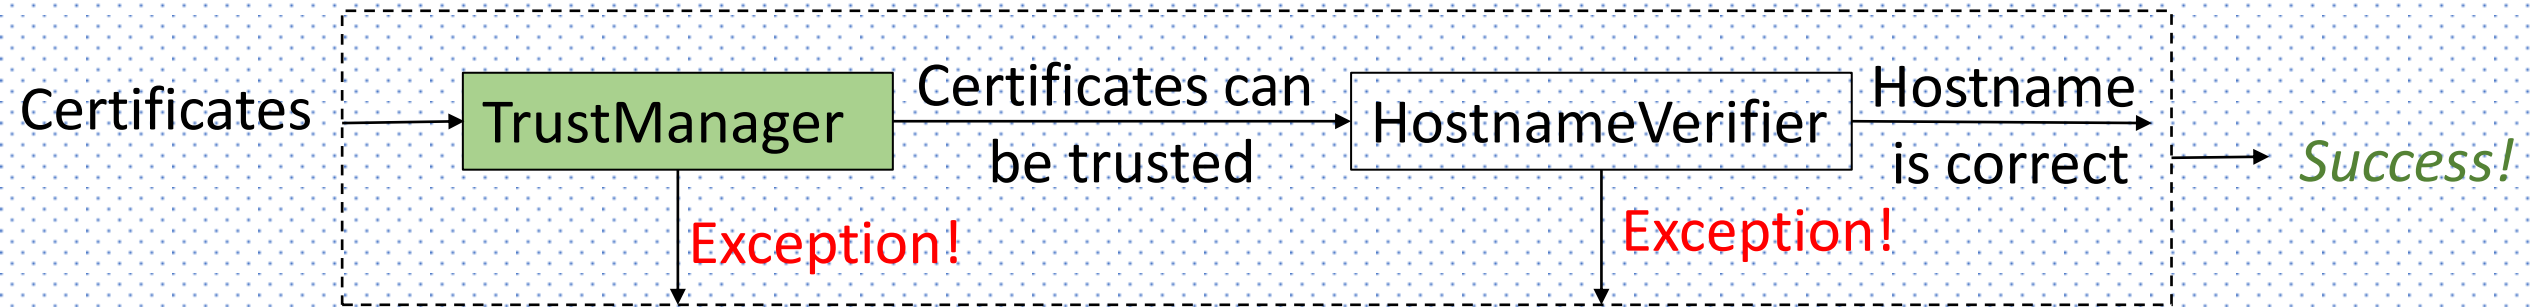 Certificates
TrustManager
Certificates can
be trusted
HostnameVerifier
Hostname
is correct
Success!
Exception!
Exception!